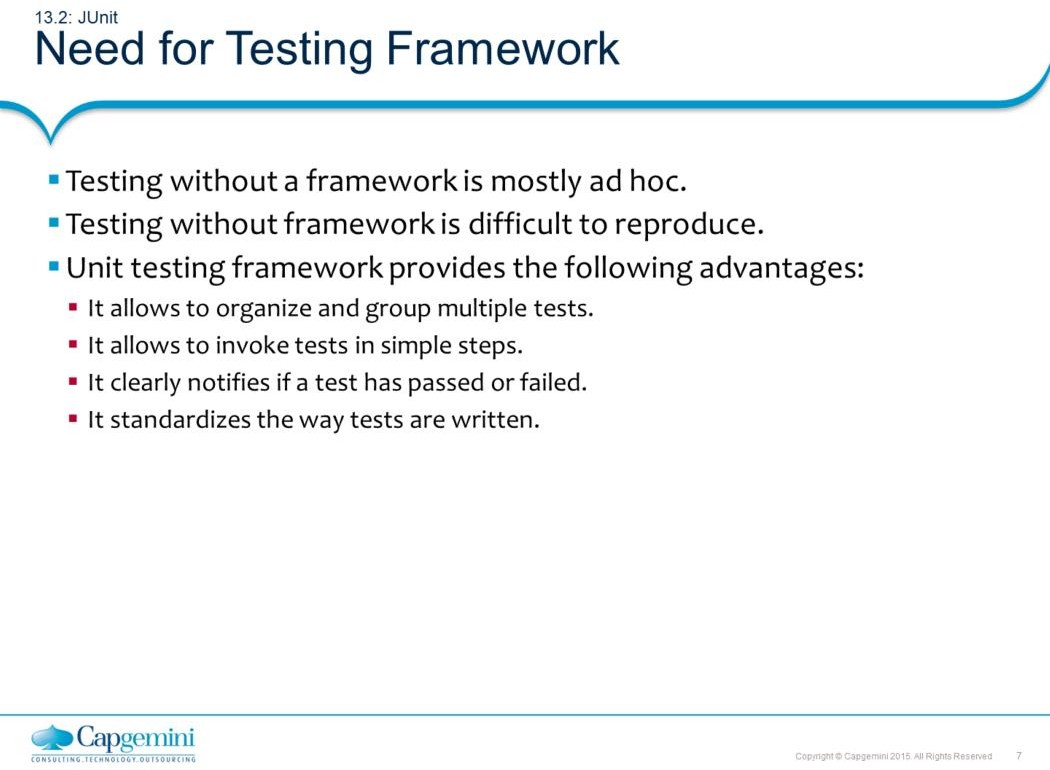 13.2: JUnit
Need for Testing Framework
Testing without a framework is mostly ad hoc.
Testing without framework is difficult to reproduce.
Unit testing framework provides the following advantages:
It allows to organize and group multiple tests.
It allows to invoke tests in simple steps.
It clearly notifies if a test has passed or failed.
It standardizes the way tests are written.
Capgemini
CONSULTING.TECHNOLOGY.OUTSOURCING
Copyright © Capgemini 2015. All Rights Reserved 7